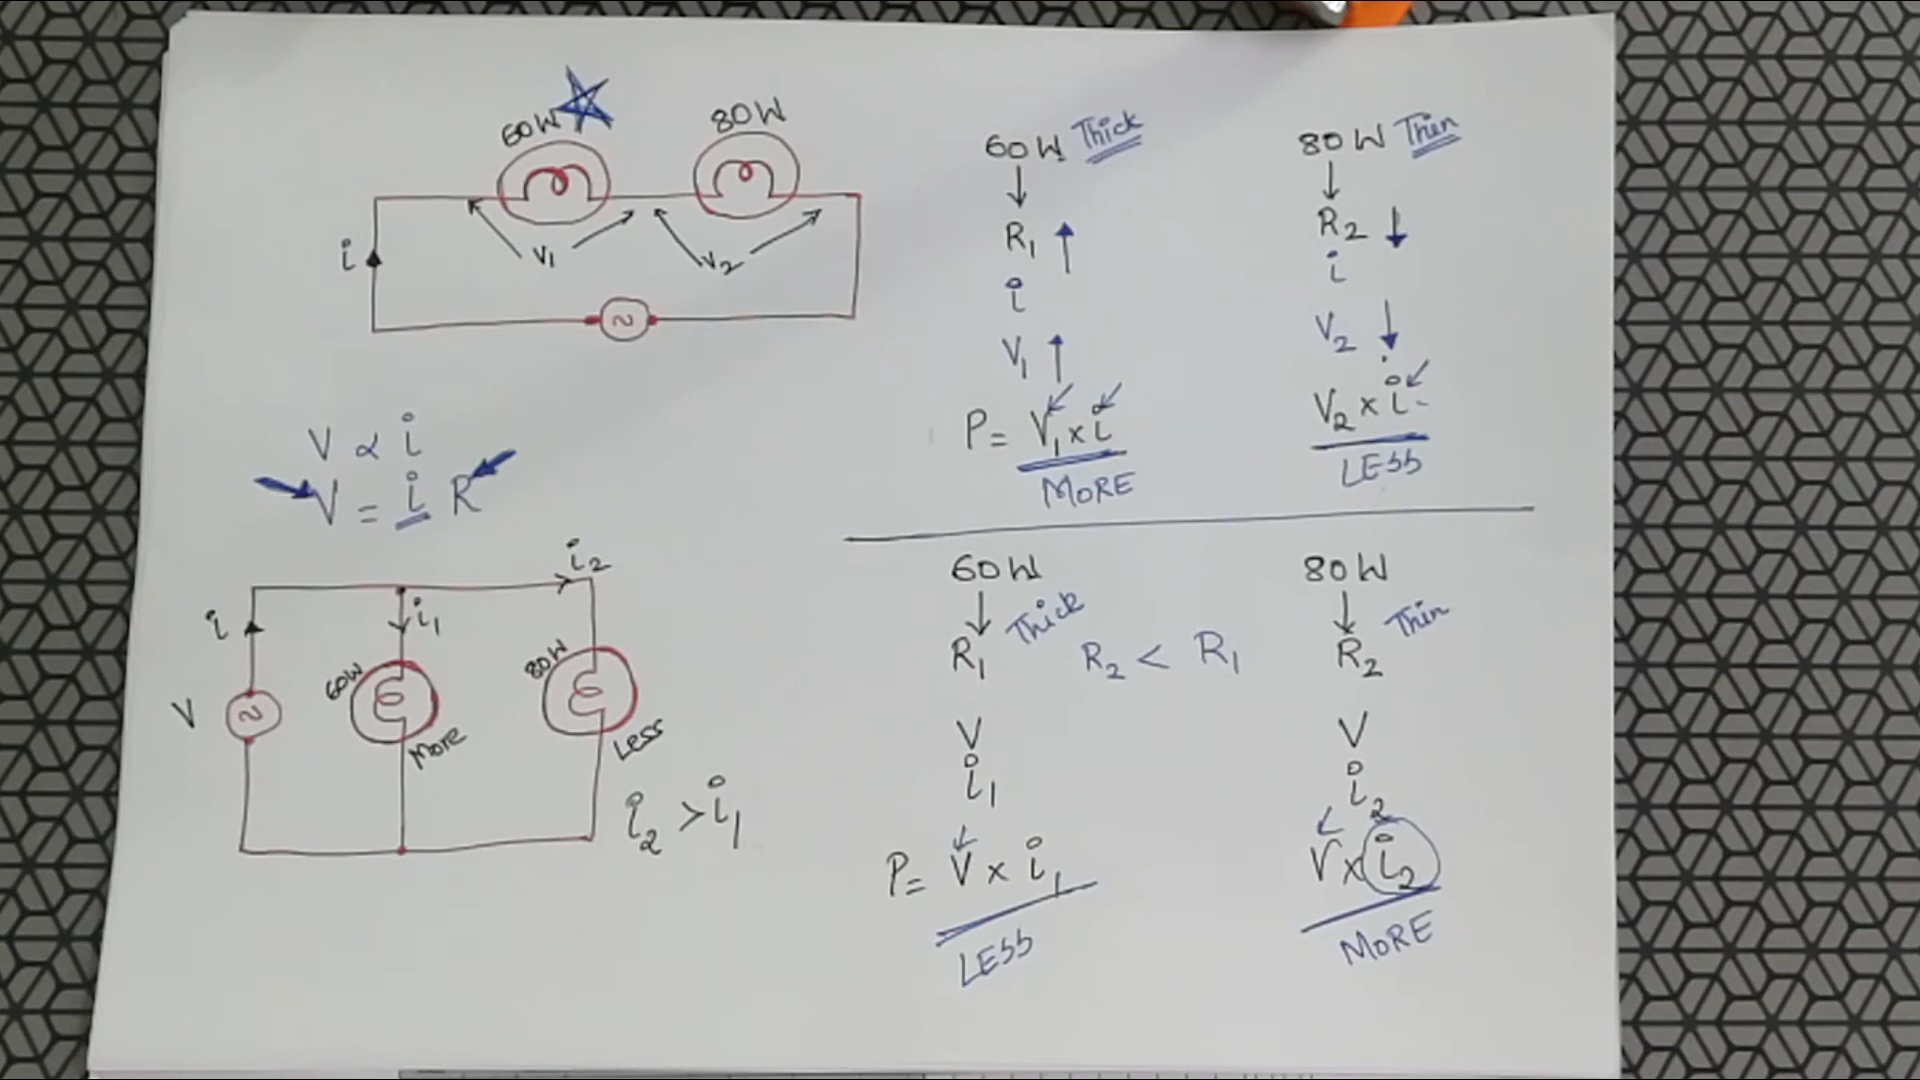 60W 80W
i
V₁ V₂
~
V ∝ i
V = i R
i i₁ i₂
V ~
60W More
80W Less
i₂ > i₁
60W Thick
↓
R₁ ↑
i
V₁ ↑
P = V₁ x i
MORE
80W Thin
↓
R₂ ↓
i
V₂ ↓
V₂ x i
LESS
60W
↓ Thick
R₁
V
i₁
P = V x i₁
LESS
R₂ < R₁
80W
↓ Thin
R₂
V
i₂
V x i₂
MORE